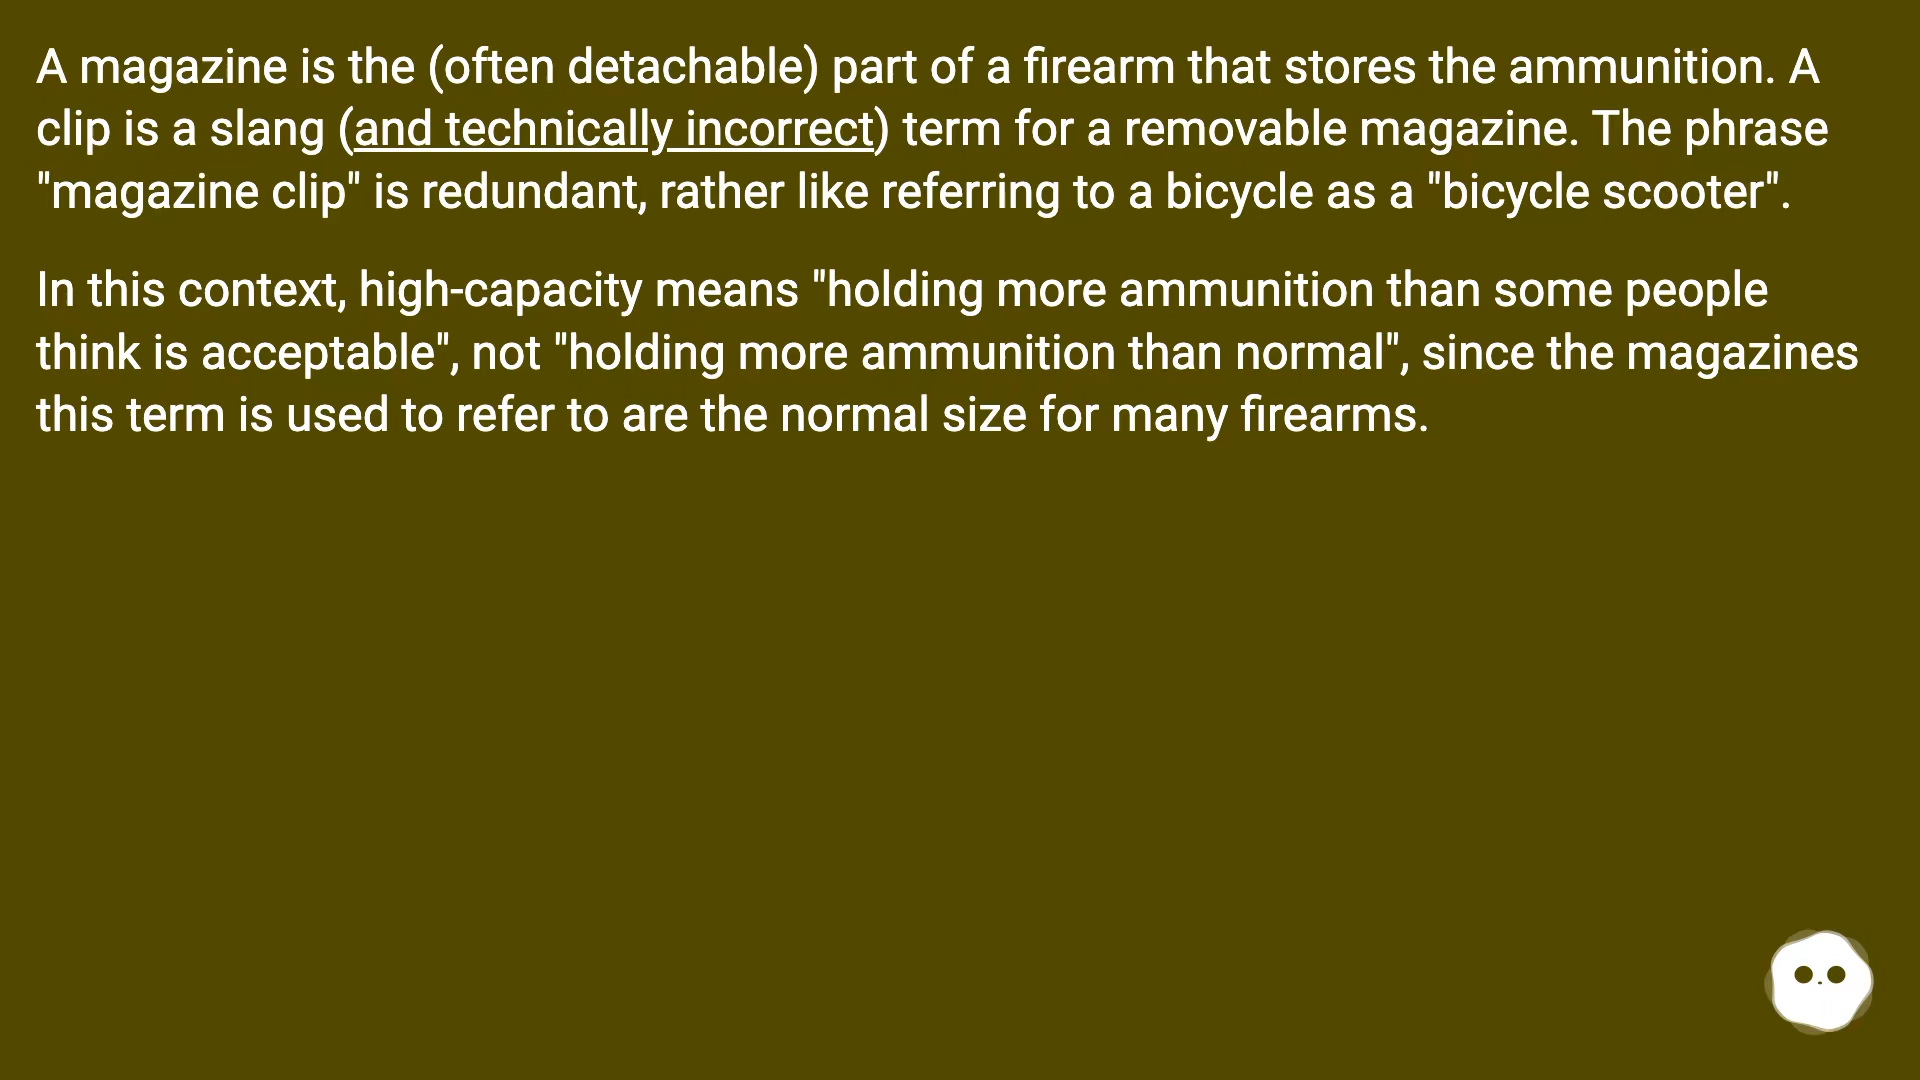 A magazine is the (often detachable) part of a firearm that stores the ammunition. A
clip is a slang (and technically incorrect) term for a removable magazine. The phrase
"magazine clip" is redundant, rather like referring to a bicycle as a "bicycle scooter".
In this context, high-capacity means "holding more ammunition than some people
think is acceptable", not "holding more ammunition than normal", since the magazines
this term is used to refer to are the normal size for many firearms.